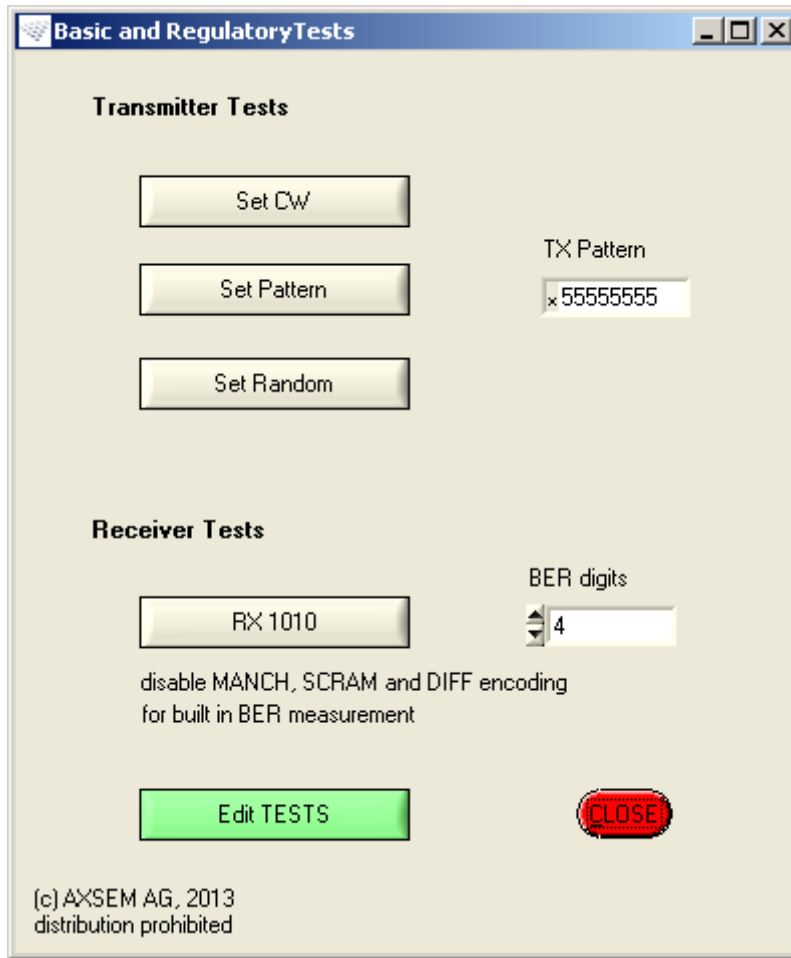 Basic and RegulatoryTests
Transmitter Tests
Set CW
TX Pattern
Set Pattern
x 55555555
Set Random
Receiver Tests
BER digits
RX 1010
4
disable MANCH, SCRAM and DIFF encoding
for built in BER measurement
Edit TESTS
CLOSE
(c) AXSEM AG, 2013
distribution prohibited